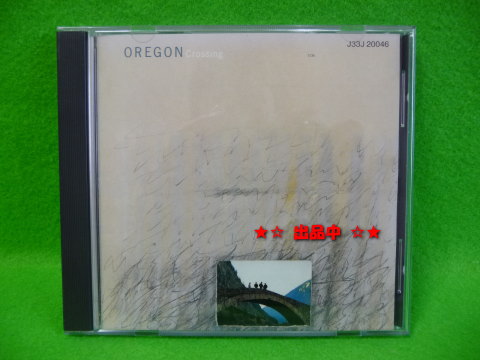 OREGON Crossing J33J 20046
★☆ 出品中 ☆★